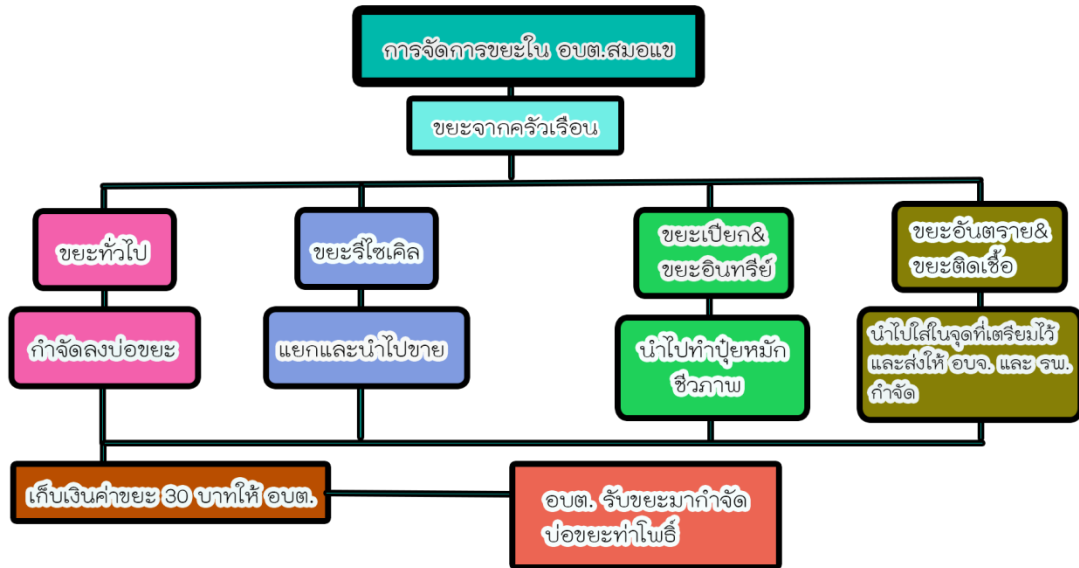 การจัดการขยะใน อบต.สมอแข
ขยะจากครัวเรือน
ขยะทั่วไป
ขยะรีไซเคิล
ขยะเปียก&
ขยะอินทรีย์
ขยะอันตราย&
ขยะติดเชื้อ
กำจัดลงบ่อขยะ
แยกและนำไปขาย
นำไปทำปุ๋ยหมัก
ชีวภาพ
นำไปใส่ในจุดที่เตรียมไว้
และส่งให้ อบจ. และ รพ.
กำจัด
เก็บเงินค่าขยะ 30 บาทให้ อบต.
อบต. รับขยะมากำจัด
บ่อขยะท่าโพธิ์